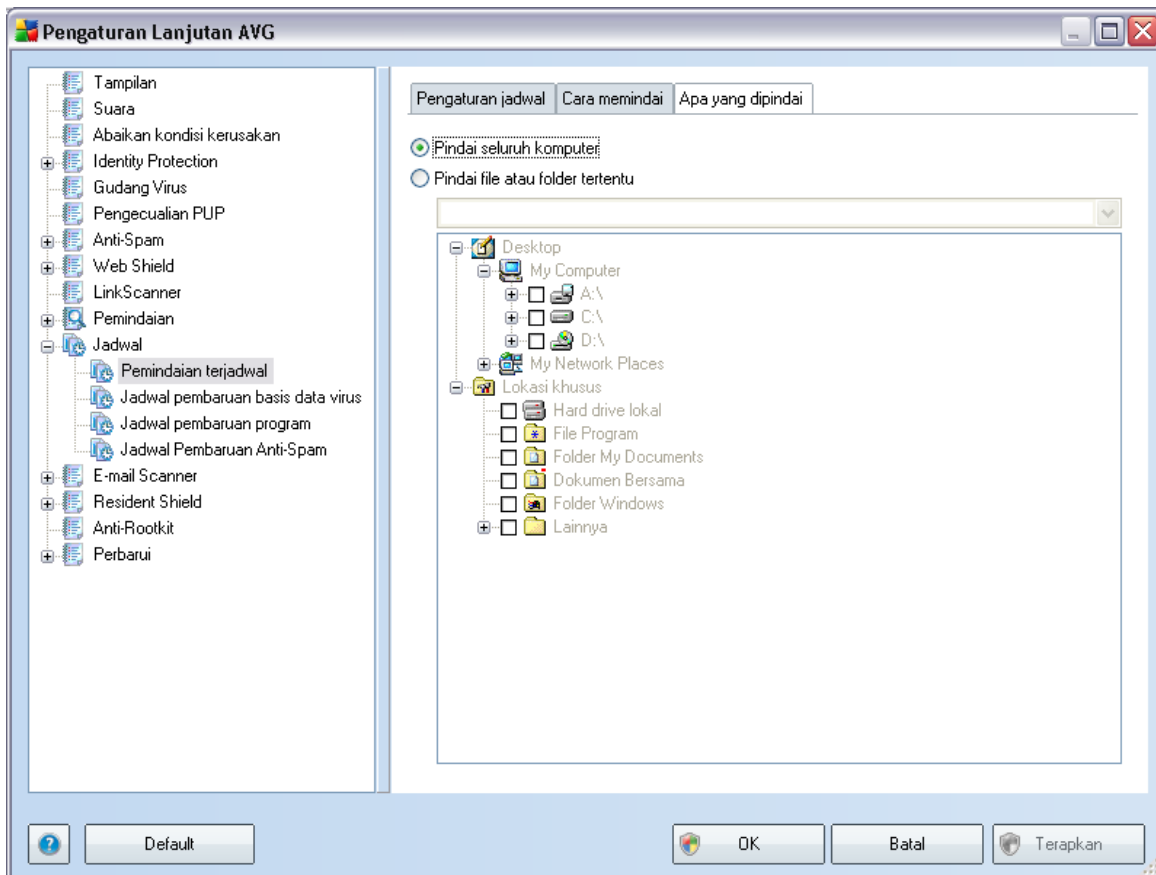 Pengaturan Lanjutan AVG
Tampilan
Suara
Abaikan kondisi kerusakan
Identity Protection
Gudang Virus
Pengecualian PUP
Anti-Spam
Web Shield
LinkScanner
Pemindaian
Jadwal
Pemindaian terjadwal
Jadwal pembaruan basis data virus
Jadwal pembaruan program
Jadwal Pembaruan Anti-Spam
E-mail Scanner
Resident Shield
Anti-Rootkit
Perbarui
Pengaturan jadwal Cara memindai Apa yang dipindai
Pindai seluruh komputer
Pindai file atau folder tertentu
Desktop
My Computer
A:\
C:\
D:\
My Network Places
Lokasi khusus
Hard drive lokal
File Program
Folder My Documents
Dokumen Bersama
Folder Windows
Lainnya
Default OK Batal Terapkan